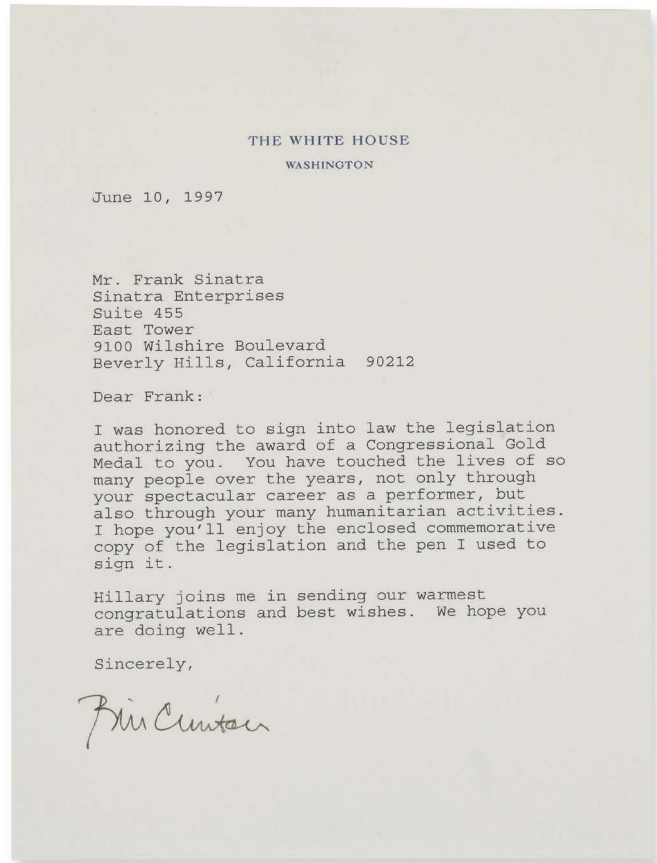 THE WHITE HOUSE
WASHINGTON
June 10, 1997
Mr. Frank Sinatra
Sinatra Enterprises
Suite 455
East Tower
9100 Wilshire Boulevard
Beverly Hills, California  90212
Dear Frank:
I was honored to sign into law the legislation
authorizing the award of a Congressional Gold
Medal to you.  You have touched the lives of so
many people over the years, not only through
your spectacular career as a performer, but
also through your many humanitarian activities.
I hope you'll enjoy the enclosed commemorative
copy of the legislation and the pen I used to
sign it.
Hillary joins me in sending our warmest
congratulations and best wishes.  We hope you
are doing well.
Sincerely,
Bill Clinton